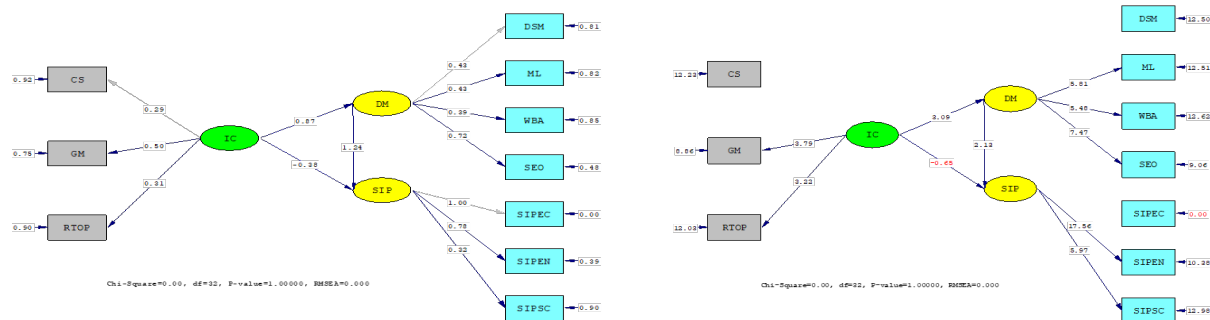 DSM
0.81
0.43
0.92
CS
ML
0.82
0.43
0.29
DM
0.87
0.39
WBA
0.85
IC
0.75
GM
0.50
1.24
0.72
SEO
0.48
-0.38
0.31
SIP
1.00
SIPEC
0.00
0.90
RTOP
0.78
0.32
SIPEN
0.39
SIPSC
0.90
Chi-Square=0.00, df=32, P-value=1.00000, RMSEA=0.000
DSM
12.50
12.23
CS
ML
12.51
5.81
DM
3.09
5.48
WBA
12.62
IC
8.86
GM
3.79
2.13
7.47
SEO
9.06
-0.65
3.22
SIP
SIPEC
0.00
12.03
RTOP
17.56
5.97
SIPEN
10.38
SIPSC
12.98
Chi-Square=0.00, df=32, P-value=1.00000, RMSEA=0.000